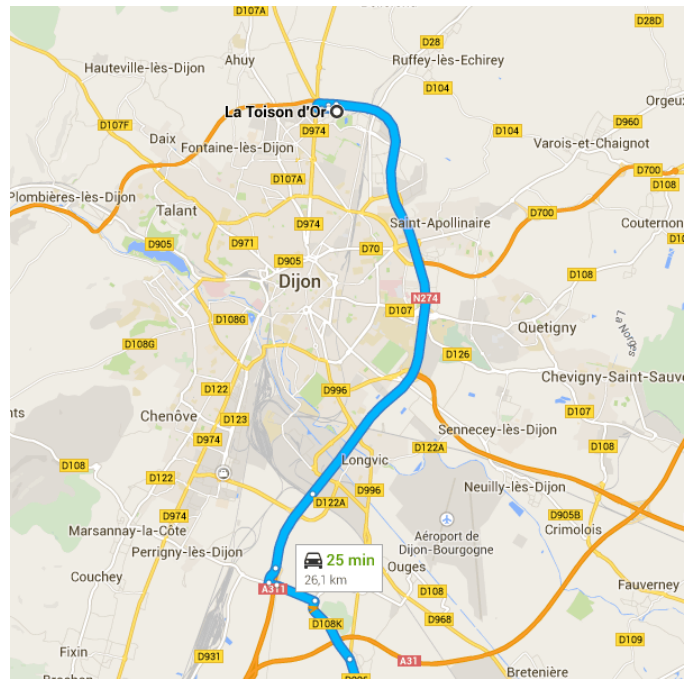 D107A
D28D
D28
Ahuy
Ruffey-lès-Echirey
Hauteville-lès-Dijon
D104
Orgeux
La Toison d'Or
D107F
D974
D104
D960
Daix
Fontaine-lès-Dijon
Varois-et-Chaignot
D700
D107A
D108
Plombières-lès-Dijon
Talant
D974
Saint-Apollinaire
D700
Couternon
D905
D971
D70
D905
D108
Dijon
N274
D107
D108G
Quetigny
La Norges
D108G
D126
D122
D996
Chevigny-Saint-Sauve
nts
Chenôve
D123
D107
D974
Sennecey-lès-Dijon
D122A
D108
D108
Longvic
D122
D996
Neuilly-lès-Dijon
D122A
D974
D905B
Marsannay-la-Côte
Crimolois
Aéroport de
Dijon-Bourgogne
Perrigny-lès-Dijon
25 min
26,1 km
Ouges
Couchey
A311
D108
Fauverney
D108K
D968
D109
Fixin
D931
A31
Bretenière